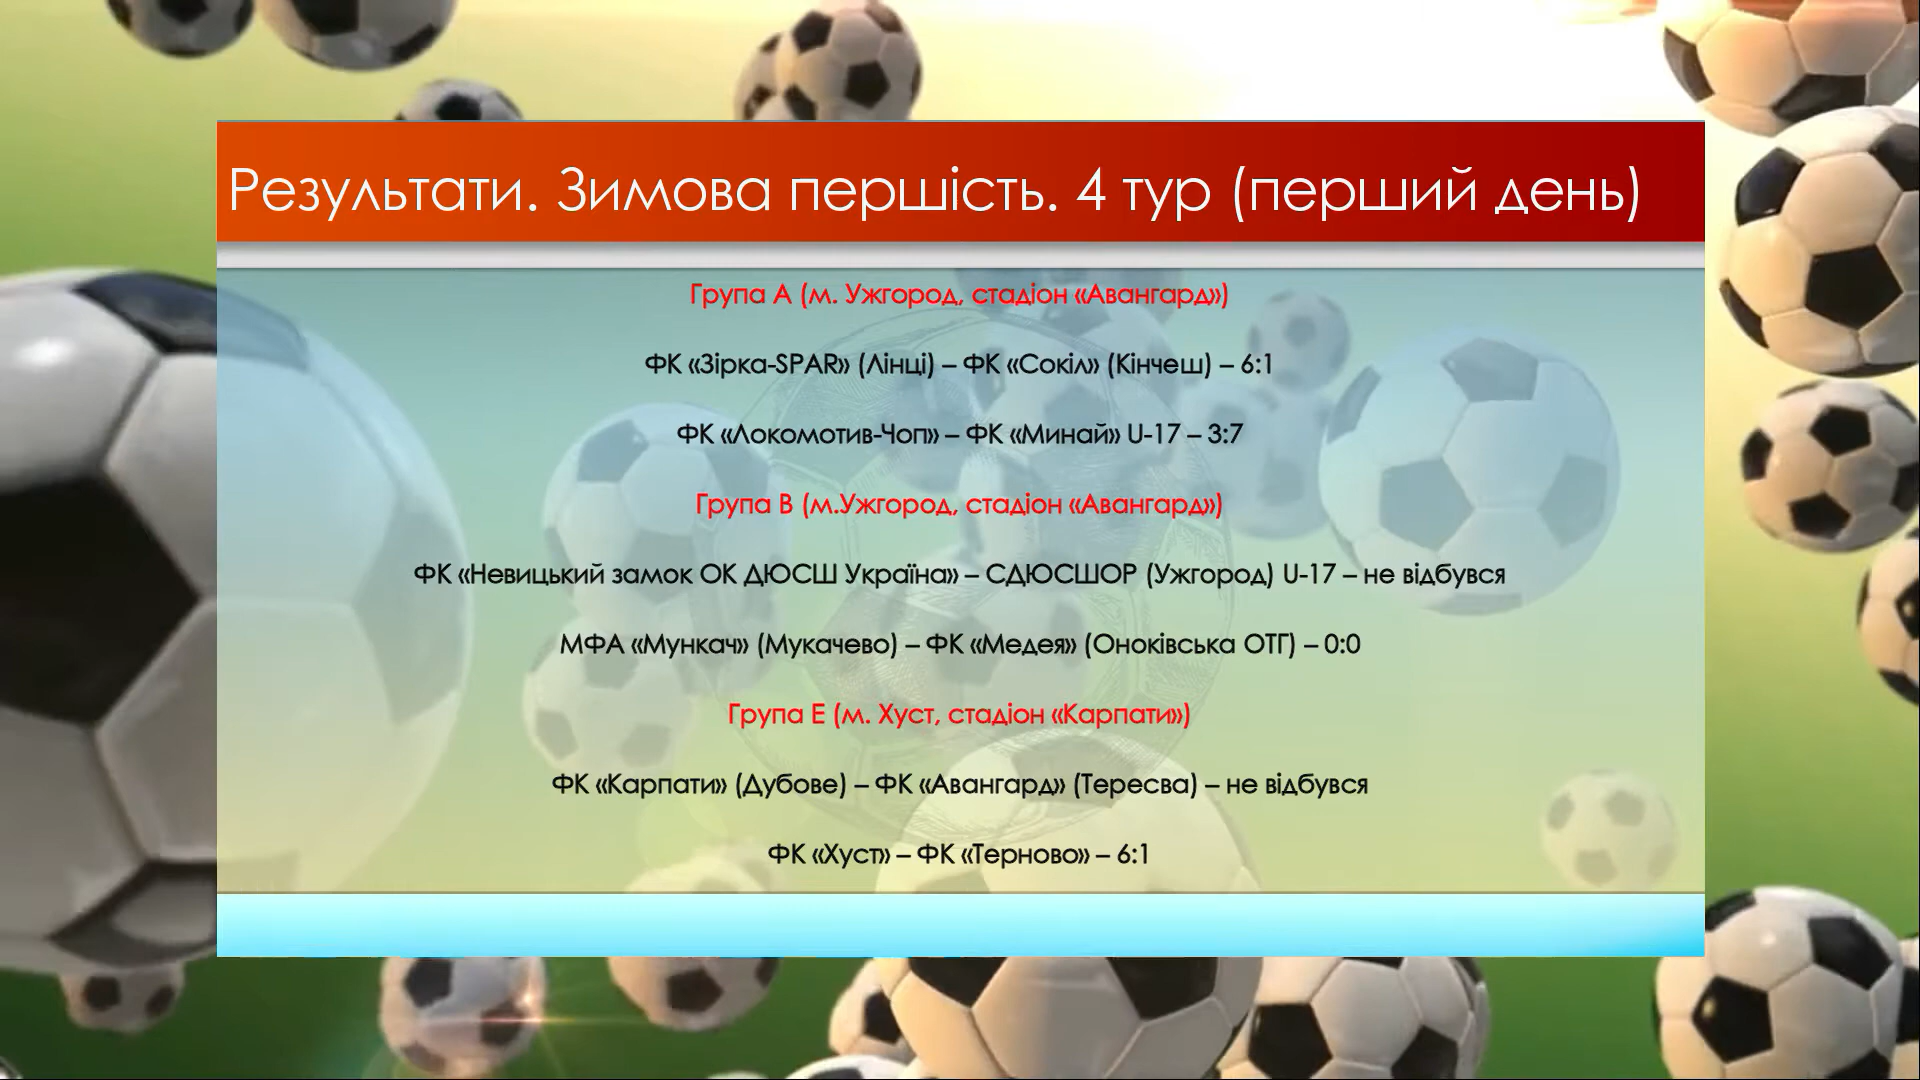 Результати. Зимова першість. 4 тур (перший день)
Група А (м. Ужгород, стадіон «Авангард»)
ФК «Зірка-SPAR» (Лінці) – ФК «Сокіл» (Кінчеш) – 6:1
ФК «Локомотив-Чоп» – ФК «Минай» U-17 – 3:7
Група В (м.Ужгород, стадіон «Авангард»)
ФК «Невицький замок ОК ДЮСШ Україна» – СДЮСШОР (Ужгород) U-17 – не відбувся
МФА «Мункач» (Мукачево) – ФК «Медея» (Оноківська ОТГ) – 0:0
Група Е (м. Хуст, стадіон «Карпати»)
ФК «Карпати» (Дубове) – ФК «Авангард» (Тересва) – не відбувся
ФК «Хуст» – ФК «Терново» – 6:1